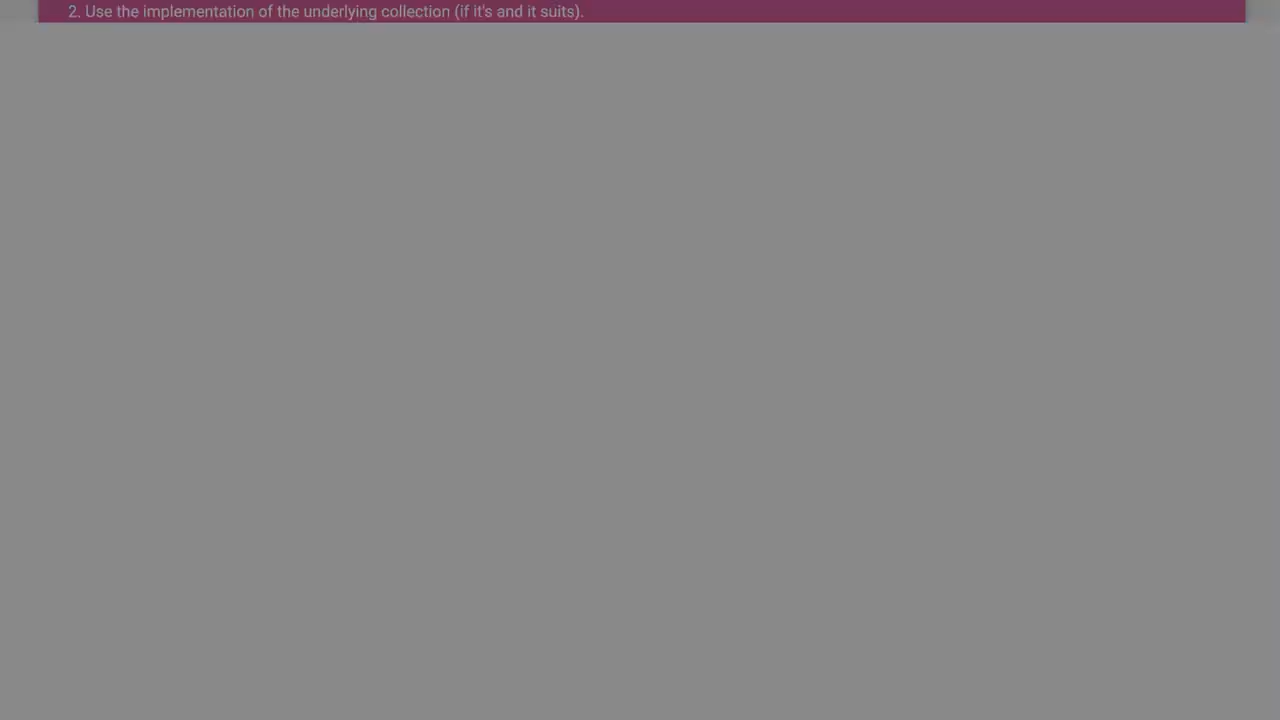 2. Use the implementation of the underlying collection (if it's and it suits).